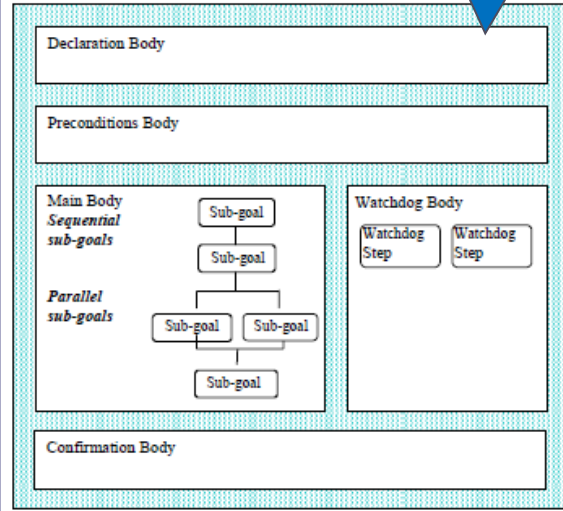 Declaration Body
Preconditions Body
Main Body
Sequential
sub-goals
Sub-goal
Sub-goal
Parallel
sub-goals
Sub-goal
Sub-goal
Sub-goal
Watchdog Body
Watchdog
Step
Watchdog
Step
Confirmation Body